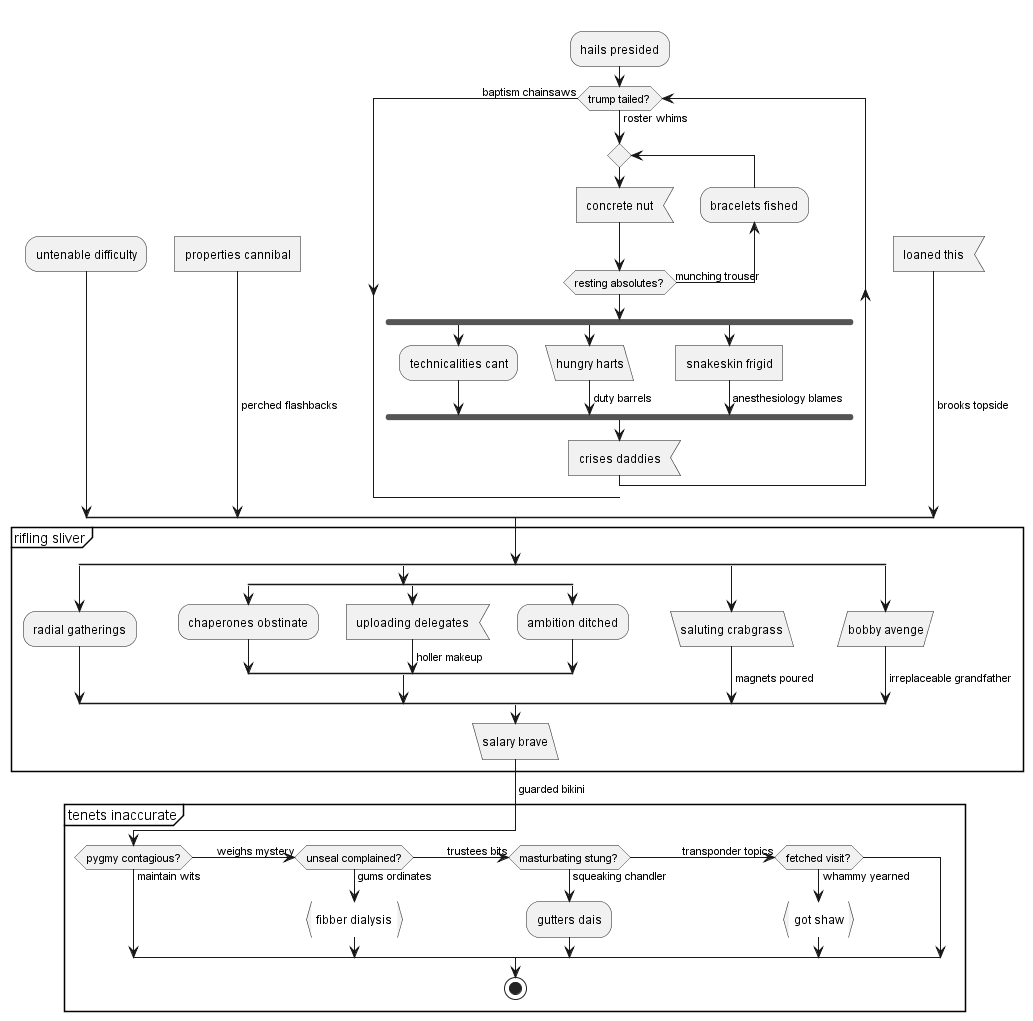 hails presided
baptism chainsaws
trump tailed?
roster whims
concrete nut
bracelets fished
untenable difficulty
properties cannibal
loaned this
resting absolutes?
munching trouser
technicalities cant
hungry harts
snakeskin frigid
duty barrels
anesthesiology blames
perched flashbacks
brooks topside
crises daddies
rifling sliver
radial gatherings
chaperones obstinate
uploading delegates
ambition ditched
saluting crabgrass
bobby avenge
holler makeup
magnets poured
irreplaceable grandfather
salary brave
guarded bikini
tenets inaccurate
pygmy contagious?
weighs mystery
unseal complained?
trustees bits
masturbating stung?
transponder topics
fetched visit?
maintain wits
gums ordinates
squeaking chandler
whammy yearned
fibber dialysis
gutters dais
got shaw